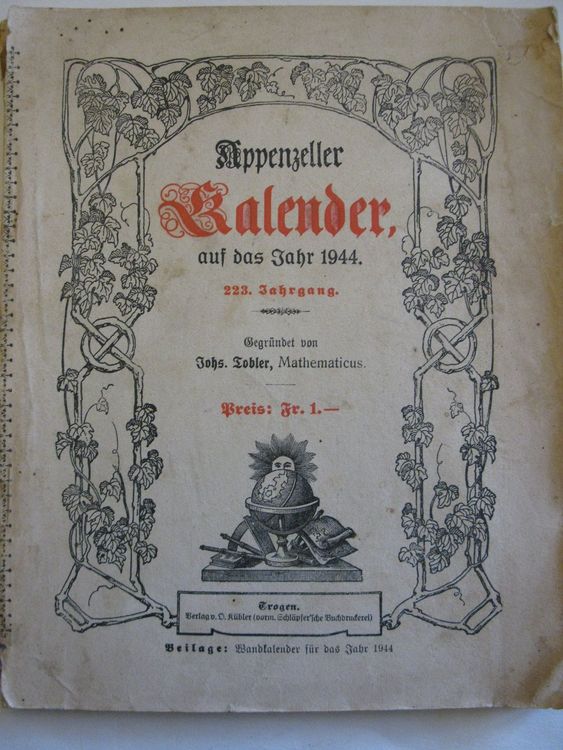 Appenzeller
Kalender,
auf das Jahr 1944.
223. Jahrgang.
Gegründet von
Johs. Tobler, Mathematicus.
Preis: Fr. 1.—
Trogen.
Verlag v. O. Kübler (vorm. Schläpfer'sche Buchdruckerei)
Beilage: Wandkalender für das Jahr 1944